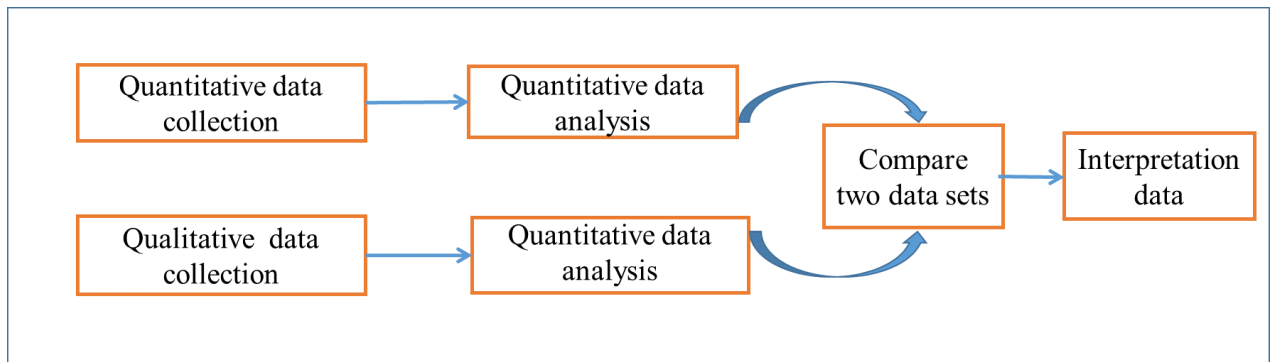 Quantitative data
collection
Quantitative data
analysis
Compare
two data sets
Interpretation
data
Qualitative  data
collection
Quantitative data
analysis